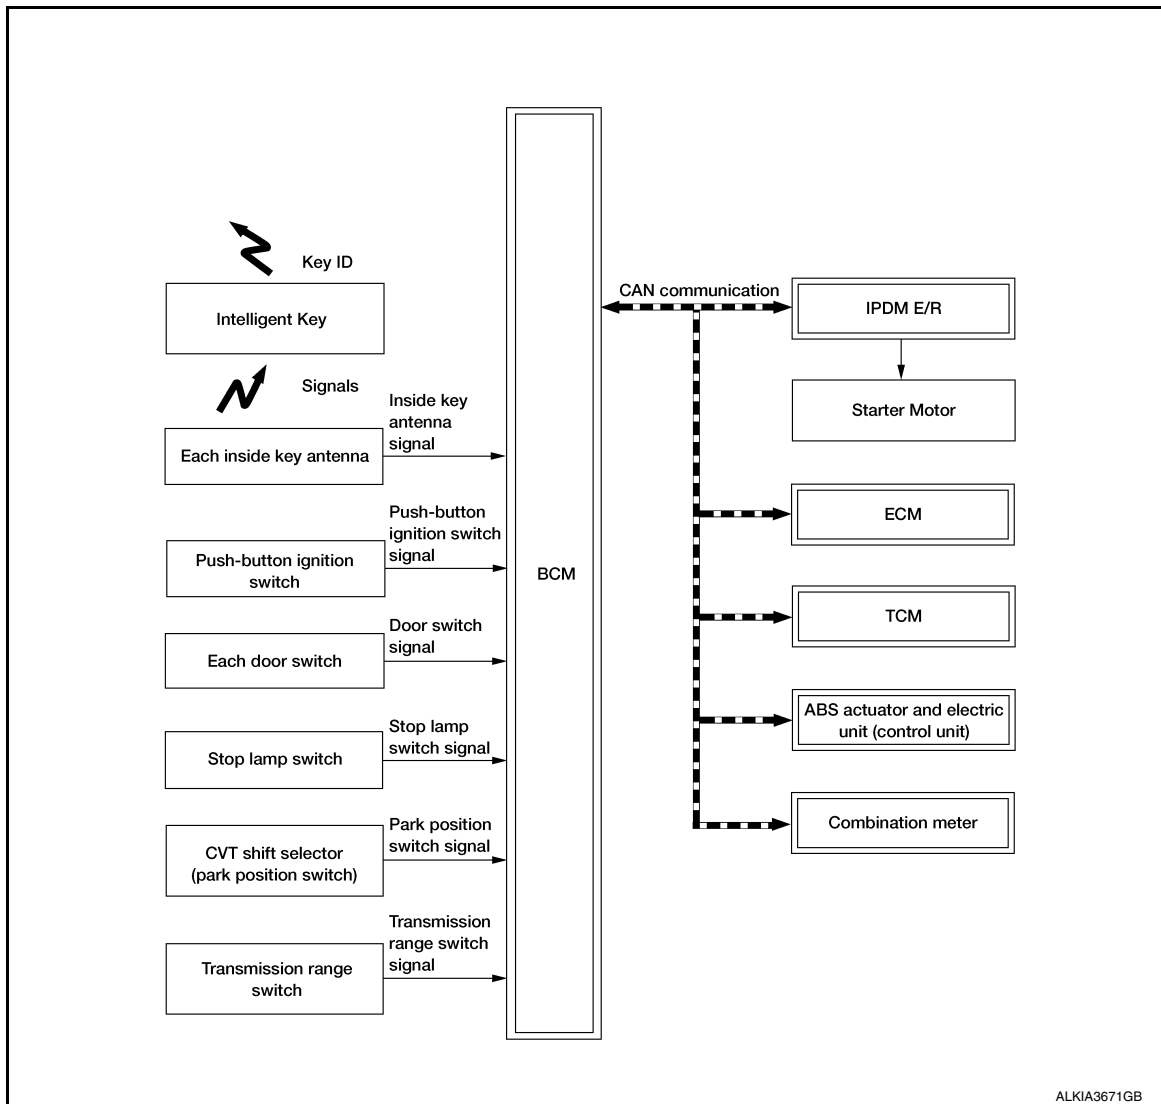 Key ID
Intelligent Key
Signals
Inside key
antenna
signal
Each inside key antenna
Push-button
ignition switch
signal
Push-button ignition
switch
Door switch
signal
Each door switch
Stop lamp
switch signal
Stop lamp switch
Park position
switch signal
CVT shift selector
(park position switch)
Transmission
range switch
signal
Transmission range
switch
BCM
CAN communication
IPDM E/R
Starter Motor
ECM
TCM
ABS actuator and electric
unit (control unit)
Combination meter
ALKIA3671GB